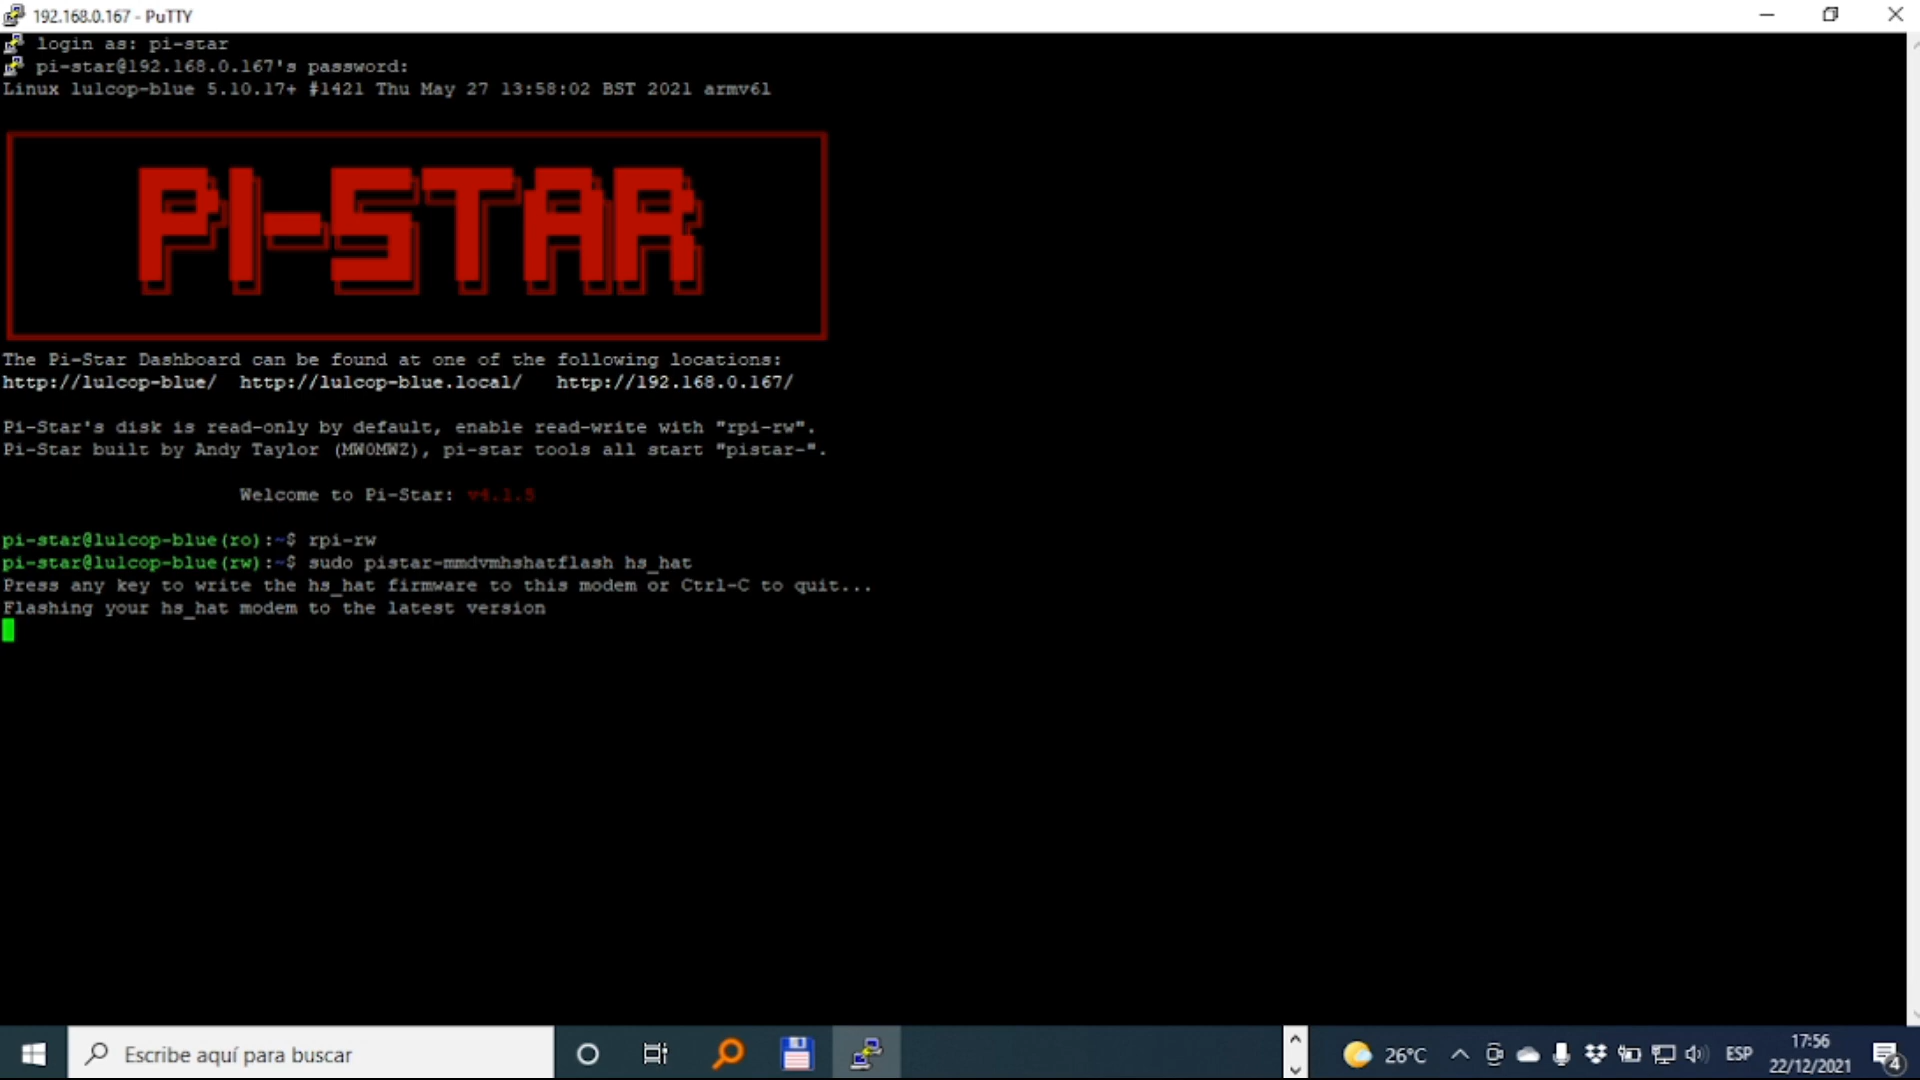 192.168.0.167 - PuTTY
login as: pi-star
pi-star@192.168.0.167's password:
Linux lulcop-blue 5.10.17+ #1421 Thu May 27 13:58:02 BST 2021 armv6l
PI-STAR
The Pi-Star Dashboard can be found at one of the following locations:
http://lulcop-blue/  http://lulcop-blue.local/   http://192.168.0.167/
Pi-Star's disk is read-only by default, enable read-write with "rpi-rw".
Pi-Star built by Andy Taylor (MW0MWZ), pi-star tools all start "pistar-".
Welcome to Pi-Star: v4.1.5
pi-star@lulcop-blue(ro):~$ rpi-rw
pi-star@lulcop-blue(rw):~$ sudo pistar-mmdvmhshatflash hs_hat
Press any key to write the hs_hat firmware to this modem or Ctrl-C to quit...
Flashing your hs_hat modem to the latest version
Escribe aquí para buscar
26°C
ESP
17:56
22/12/2021
4